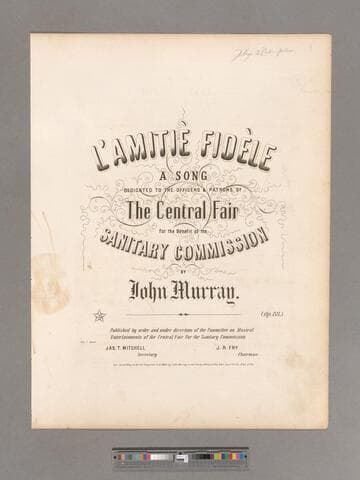 L'AMITIÈ FIDÈLE
A SONG
DEDICATED TO THE OFFICERS & PATRONS OF
The Central Fair
For the Benefit of the
SANITARY COMMISSION
BY
John Murray.
Published by order and under direction of the Committee on Musical
Entertainments of the Central Fair for the Sanitary Commission
JAS. T. MITCHELL
J. R. FRY
Secretary.
Chairman.